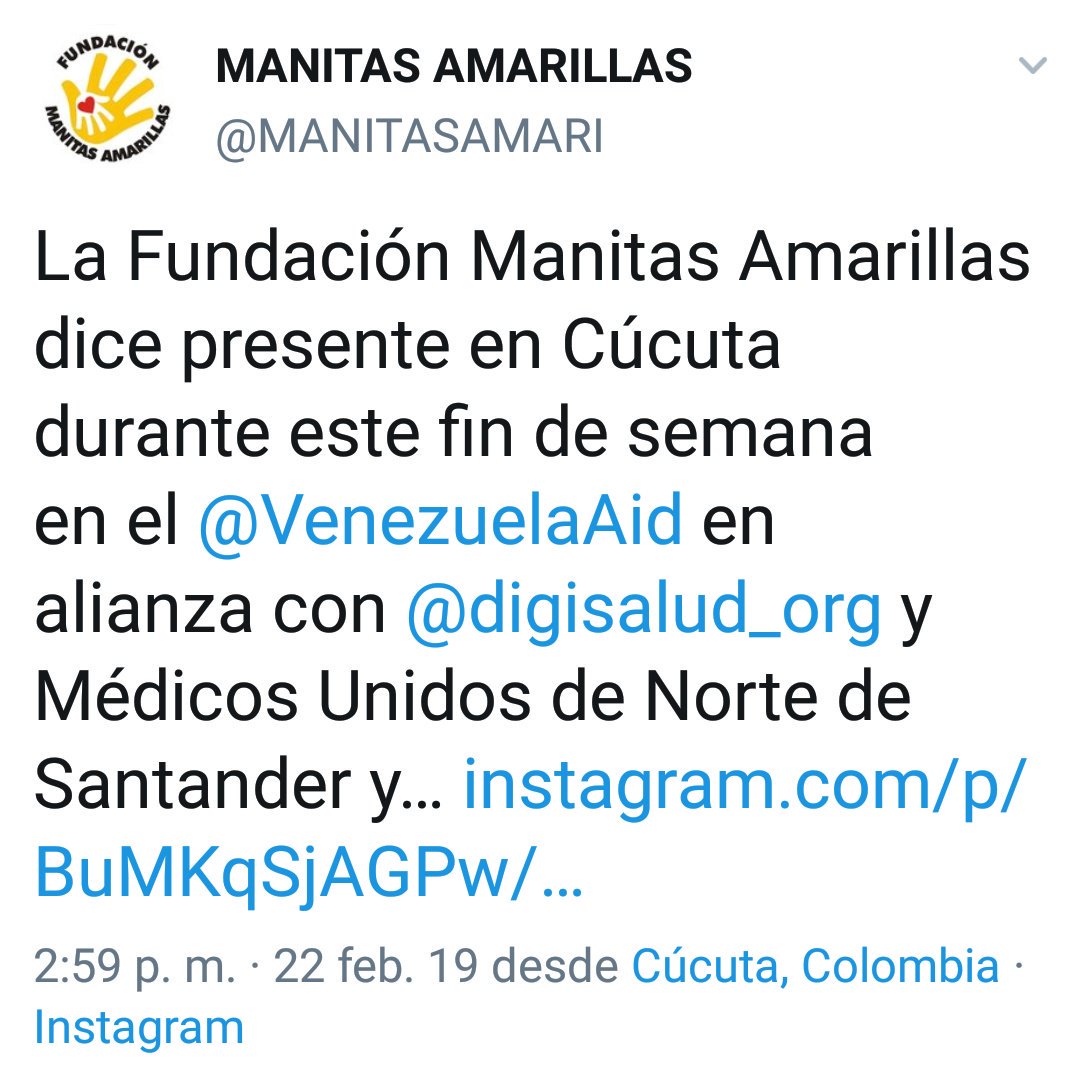 FUNDACIÓN
MANITAS AMARILLAS
MANITAS AMARILLAS
@MANITASAMARI
La Fundación Manitas Amarillas
dice presente en Cúcuta
durante este fin de semana
en el @VenezuelaAid en
alianza con @digisalud_org y
Médicos Unidos de Norte de
Santander y… instagram.com/p/
BuMKqSjAGPw/…
2:59 p. m. · 22 feb. 19 desde Cúcuta, Colombia ·
Instagram